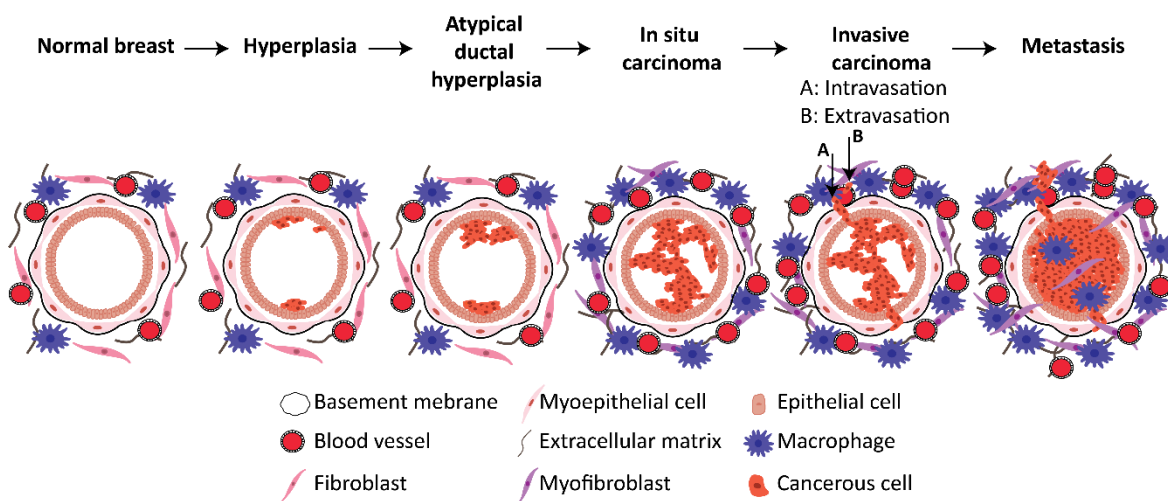 Normal breast
Hyperplasia
Atypical
ductal
hyperplasia
In situ
carcinoma
Invasive
carcinoma
Metastasis
A: Intravasation
B: Extravasation
A
B
Basement mebrane
Myoepithelial cell
Epithelial cell
Blood vessel
Extracellular matrix
Macrophage
Fibroblast
Myofibroblast
Cancerous cell